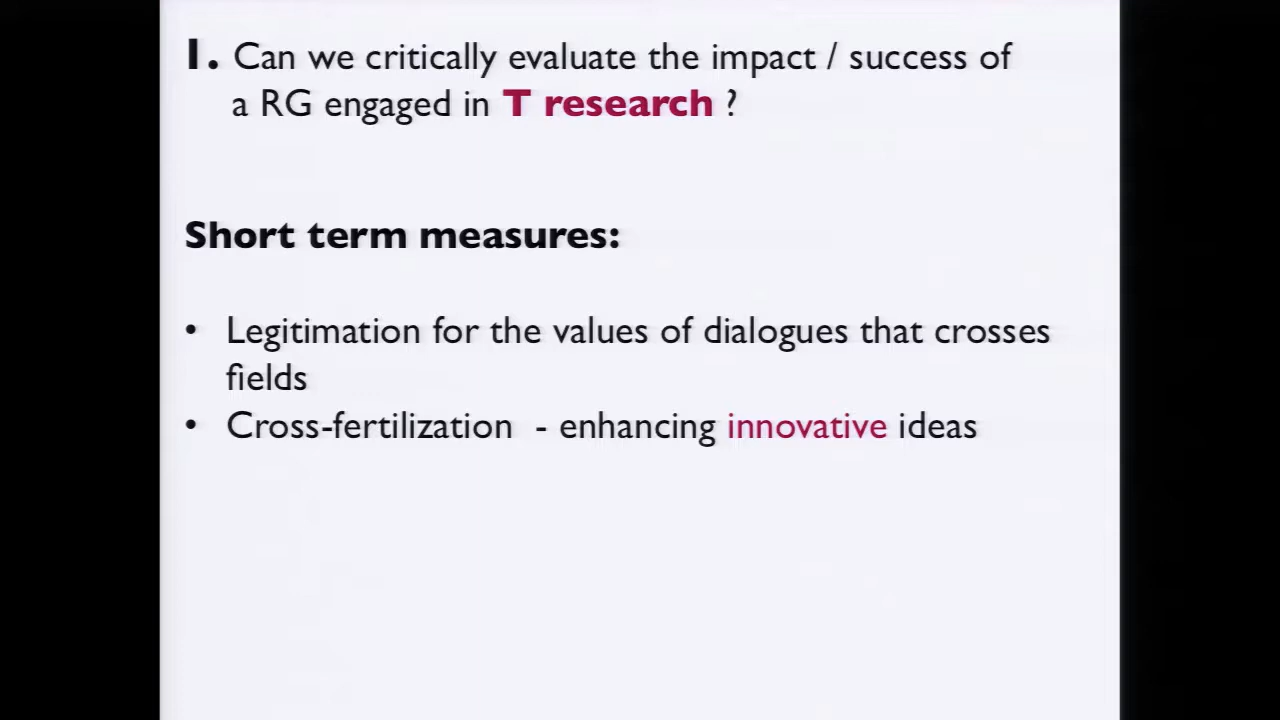 1. Can we critically evaluate the impact / success of
a RG engaged in T research ?
Short term measures:
• Legitimation for the values of dialogues that crosses
fields
• Cross-fertilization - enhancing innovative ideas